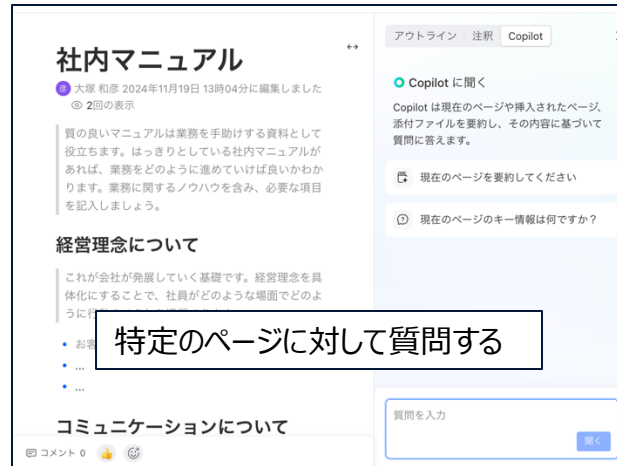 社内マニュアル
彦 大塚 和彦 2024年11月19日 13時04分に編集しました
2回の表示
質の良いマニュアルは業務を手助けする資料として
役立ちます。はっきりとしている社内マニュアルが
あれば、業務をどのように進めていけば良いかわか
ります。業務に関するノウハウを含み、必要な項目
を記入しましょう。
経営理念について
これが会社が発展していく基礎です。経営理念を具
体化にすることで、社員がどのような場面でどのよ
うに行
• お客
• ...
• ...
コミュニケーションについて
コメント 0
アウトライン 注釈 Copilot
Copilot に聞く
Copilot は現在のページや挿入されたページ、
添付ファイルを要約し、その内容に基づいて
質問に答えます。
現在のページを要約してください
現在のページのキー情報は何ですか？
質問を入力
聞く
特定のページに対して質問する